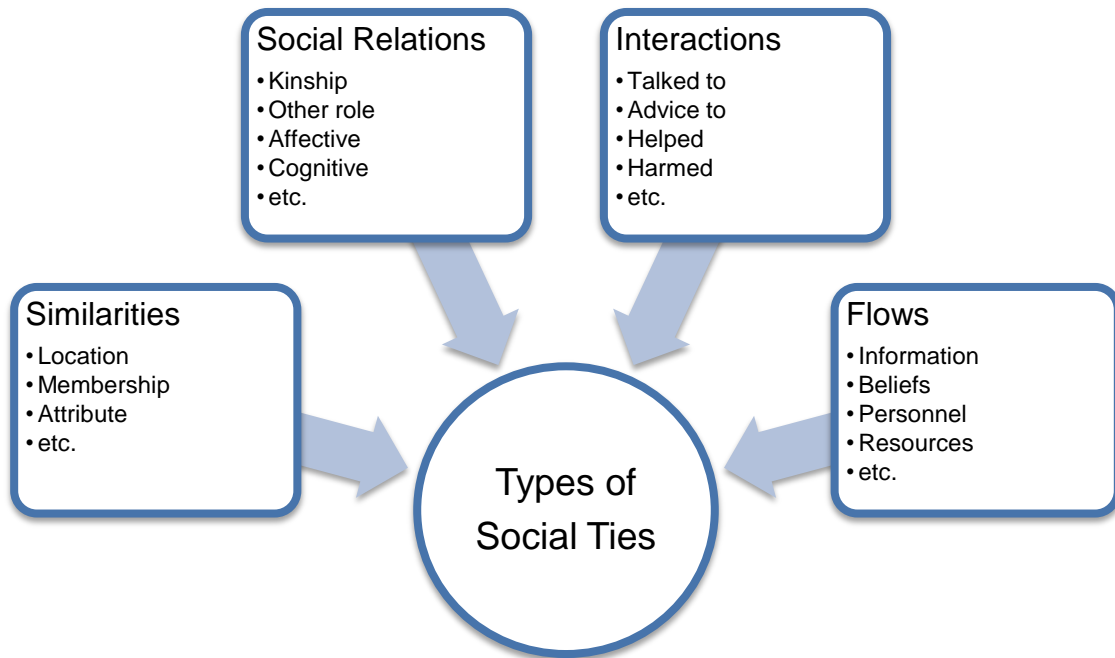 Social Relations
• Kinship
• Other role
• Affective
• Cognitive
• etc.
Interactions
• Talked to
• Advice to
• Helped
• Harmed
• etc.
Similarities
• Location
• Membership
• Attribute
• etc.
Flows
• Information
• Beliefs
• Personnel
• Resources
• etc.
Types of
Social Ties